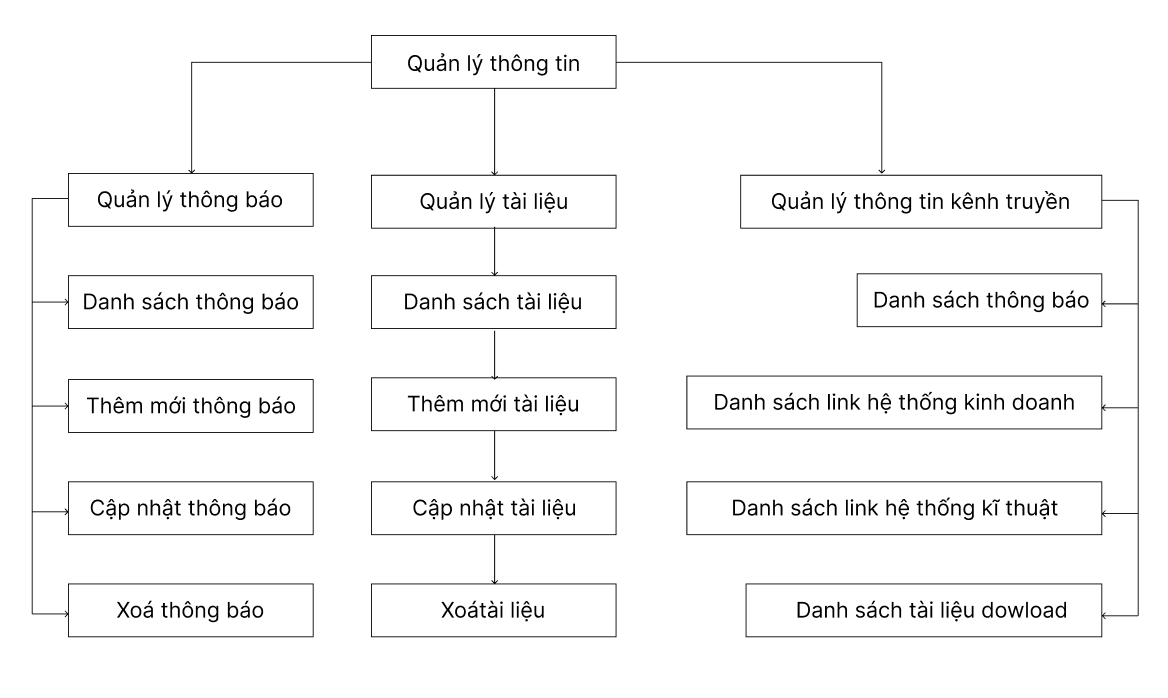 Quản lý thông tin
Quản lý thông báo
Quản lý tài liệu
Quản lý thông tin kênh truyền
Danh sách thông báo
Danh sách tài liệu
Danh sách thông báo
Thêm mới thông báo
Thêm mới tài liệu
Danh sách link hệ thống kinh doanh
Cập nhật thông báo
Cập nhật tài liệu
Danh sách link hệ thống kĩ thuật
Xoá thông báo
Xoátài liệu
Danh sách tài liệu dowload